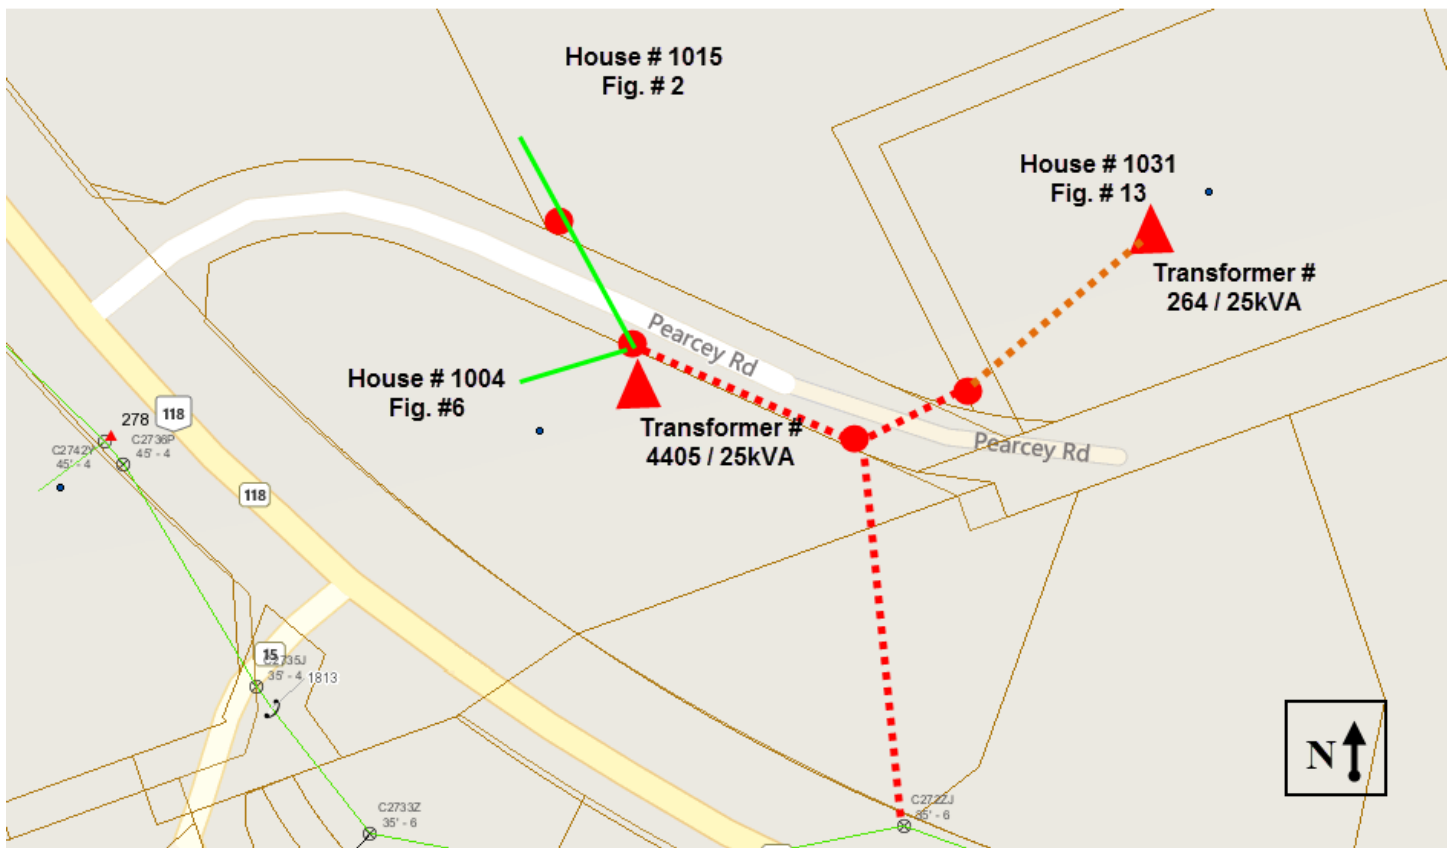 House # 1015
Fig. # 2
House # 1031
Fig. # 13
Transformer #
264 / 25kVA
Pearcey Rd
House # 1004
Fig. #6
Transformer #
4405 / 25kVA
Pearcey Rd
118
278
C2736P
45' - 4
C2742Y
45' - 4
118
15
C2735J
35' - 4
1813
N
C2733Z
35' - 6
C272ZJ
35' - 6